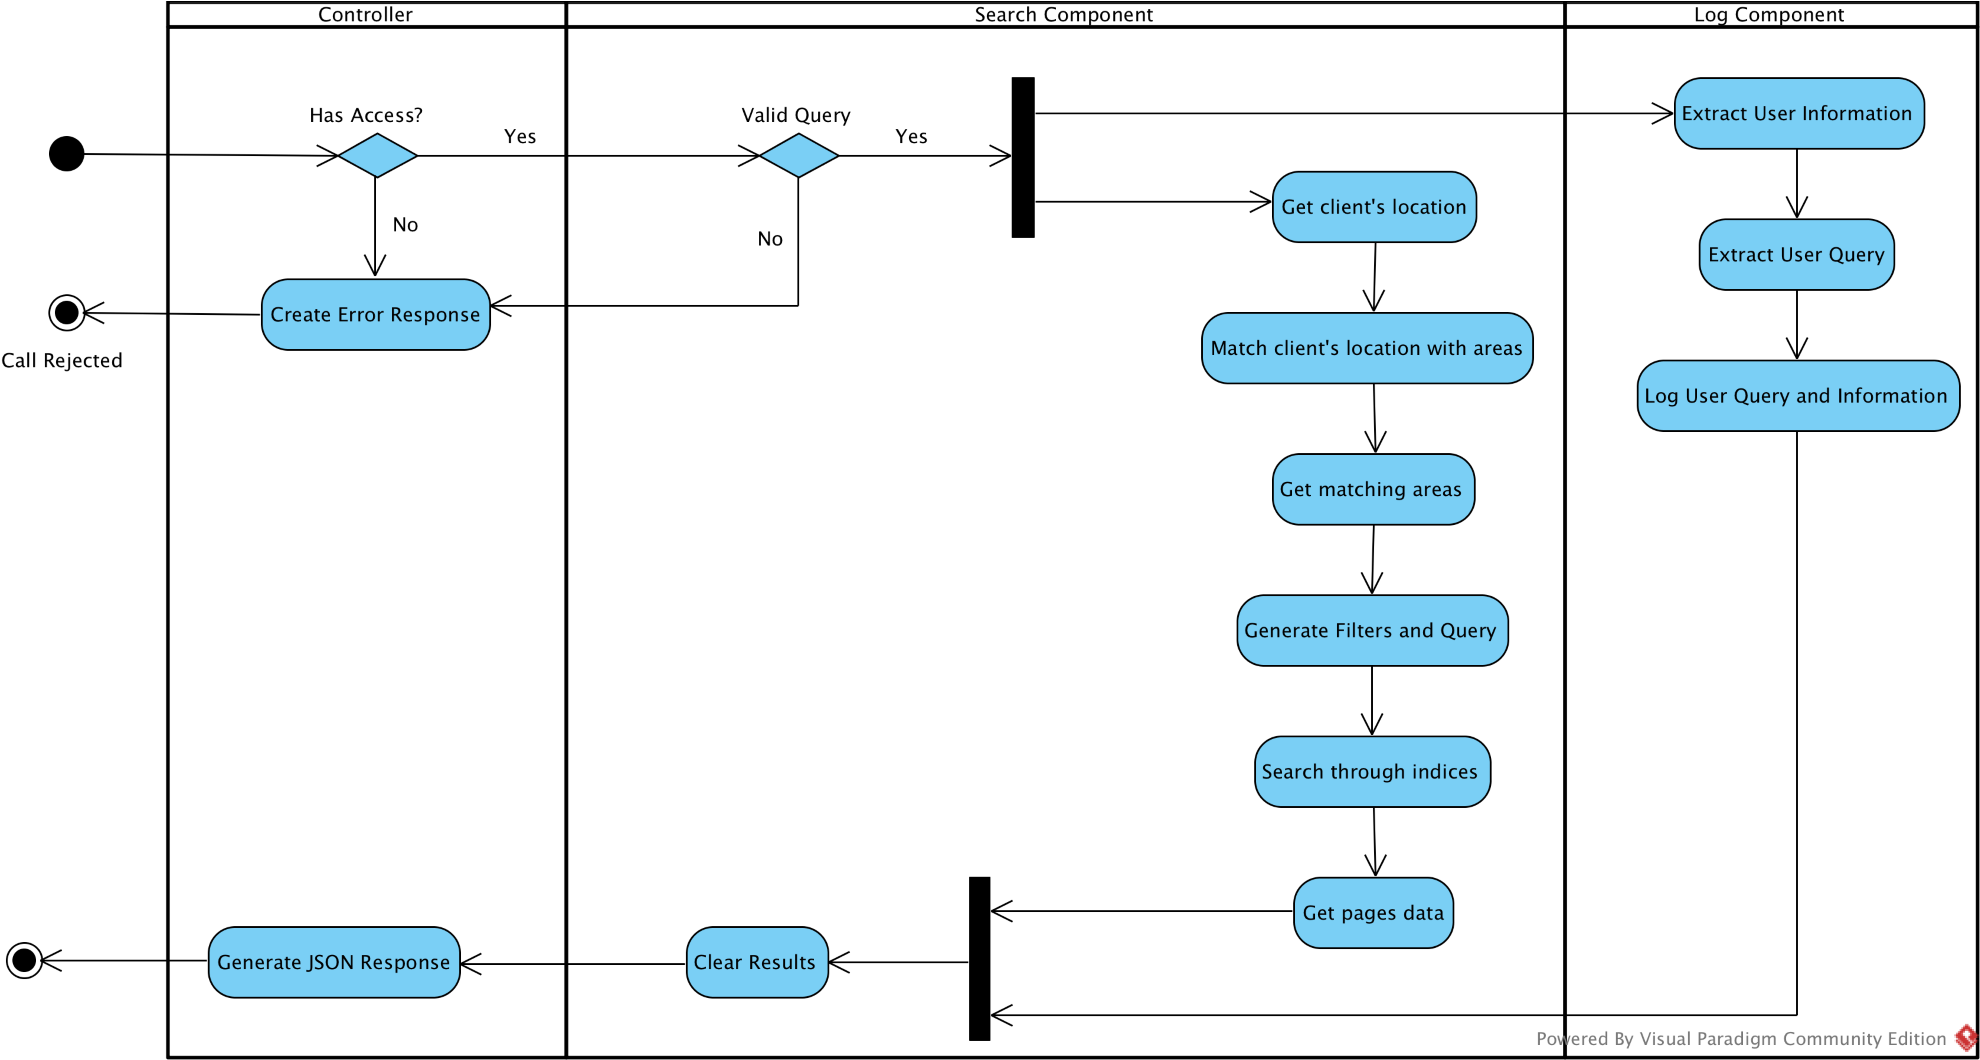 Controller
Search Component
Log Component
Has Access?
Valid Query
Yes
Yes
No
No
Extract User Information
Get client's location
Extract User Query
Create Error Response
Call Rejected
Match client's location with areas
Log User Query and Information
Get matching areas
Generate Filters and Query
Search through indices
Get pages data
Clear Results
Generate JSON Response
Powered By Visual Paradigm Community Edition